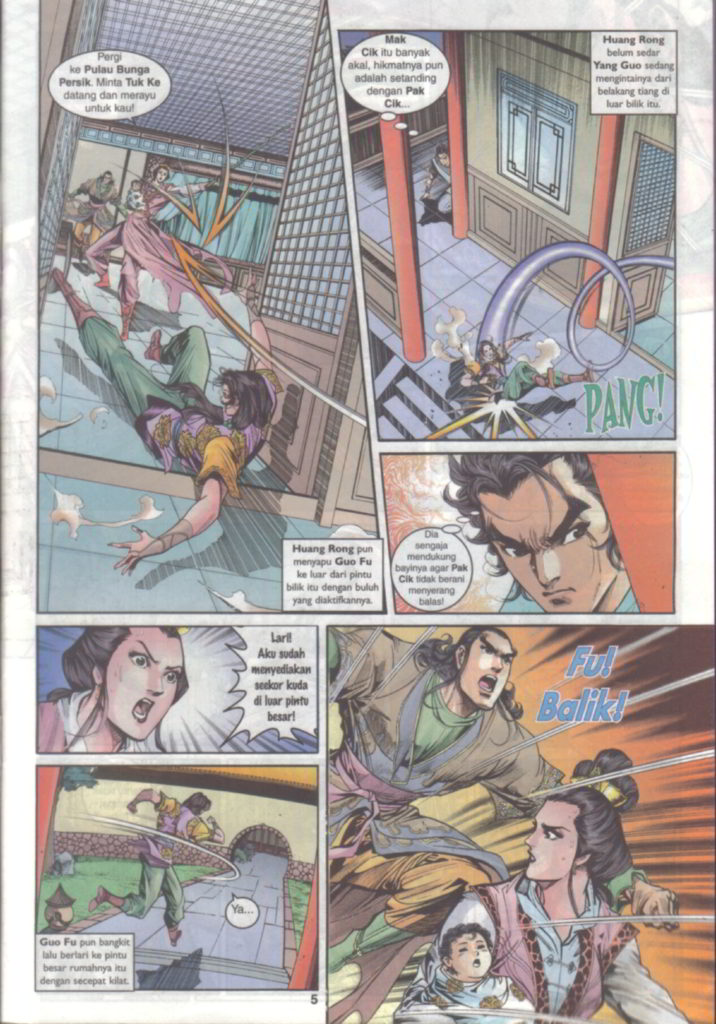 Pergi
ke Pulau Bunga
Persik. Minta Tuk Ke
datang dan merayu
untuk kau!
Mak
Cik itu banyak
akal, hikmatnya pun
adalah setanding
dengan Pak
Cik...
Huang Rong
belum sedar
Yang Guo sedang
mengintainya dari
belakang tiang di
luar bilik itu.
PANG!
Huang Rong pun
menyapu Guo Fu
ke luar dari pintu
bilik itu dengan buluh
yang diaktifkannya.
Dia
sengaja
mendukung
bayinya agar Pak
Cik tidak berani
menyerang
balas!
Lari!
Aku sudah
menyediakan
seekor kuda
di luar pintu
besar!
Fu!
Balik!
Ya...
Guo Fu pun bangkit
lalu berlari ke pintu
besar rumahnya itu
dengan secepat kilat.
5